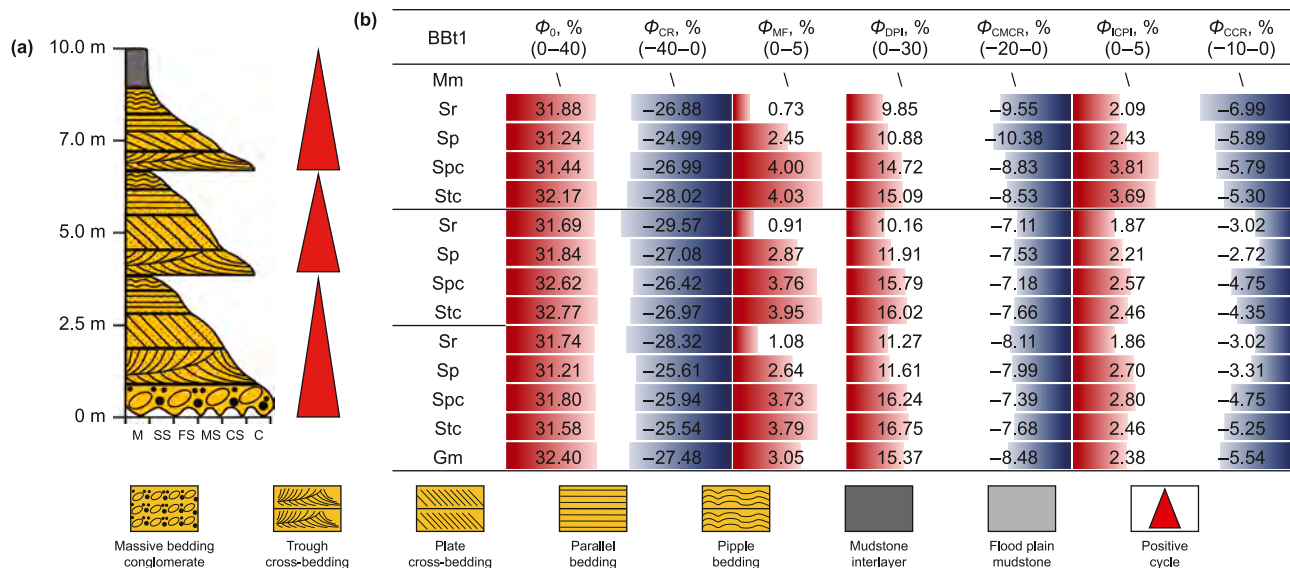 (a)
10.0 m
7.0 m
5.0 m
2.5 m
0 m
M SS FS MS CS C
(b)
BBt1 Φ0, % (0–40) ΦCR, % (–40–0) ΦMF, % (0–5) ΦDPI, % (0–30) ΦCMCR, % (–20–0) ΦICPI, % (0–5) ΦCCR, % (–10–0)
Mm \ \ \ \ \ \ \
Sr 31.88 –26.88 0.73 9.85 –9.55 2.09 –6.99
Sp 31.24 –24.99 2.45 10.88 –10.38 2.43 –5.89
Spc 31.44 –26.99 4.00 14.72 –8.83 3.81 –5.79
Stc 32.17 –28.02 4.03 15.09 –8.53 3.69 –5.30
Sr 31.69 –29.57 0.91 10.16 –7.11 1.87 –3.02
Sp 31.84 –27.08 2.87 11.91 –7.53 2.21 –2.72
Spc 32.62 –26.42 3.76 15.79 –7.18 2.57 –4.75
Stc 32.77 –26.97 3.95 16.02 –7.66 2.46 –4.35
Sr 31.74 –28.32 1.08 11.27 –8.11 1.86 –3.02
Sp 31.21 –25.61 2.64 11.61 –7.99 2.70 –3.31
Spc 31.80 –25.94 3.73 16.24 –7.39 2.80 –4.75
Stc 31.58 –25.54 3.79 16.75 –7.68 2.46 –5.25
Gm 32.40 –27.48 3.05 15.37 –8.48 2.38 –5.54
Massive bedding
conglomerate
Trough
cross-bedding
Plate
cross-bedding
Parallel
bedding
Pipple
bedding
Mudstone
interlayer
Flood plain
mudstone
Positive
cycle